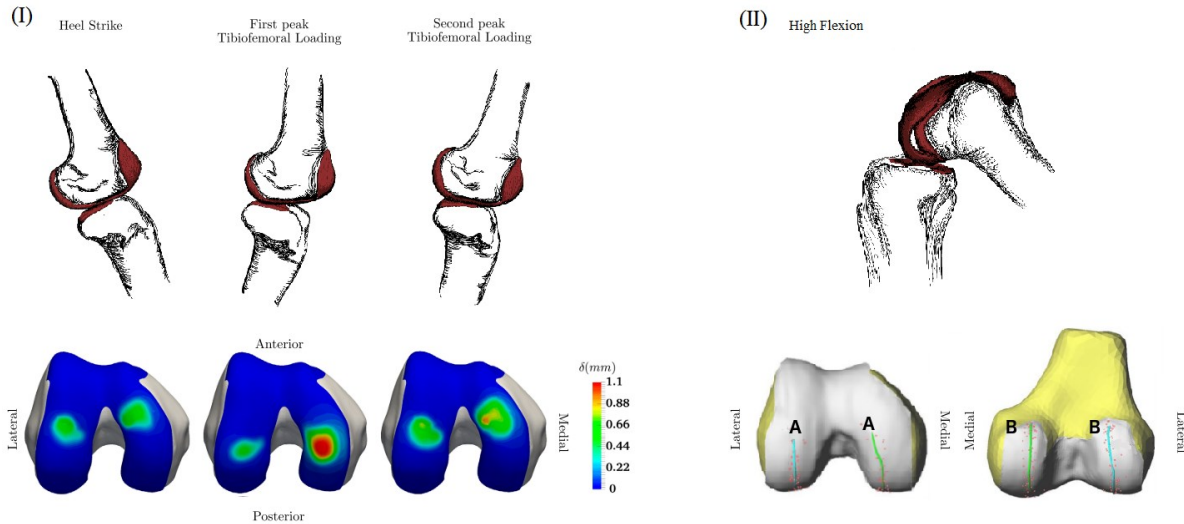 (I)
Heel Strike
First peak
Tibiofemoral Loading
Second peak
Tibiofemoral Loading
Anterior
Lateral
Medial
Posterior
δ(mm)
1.1
0.88
0.66
0.44
0.22
0
(II)
High Flexion
Lateral
A
A
Medial
Medial
B
B
Lateral